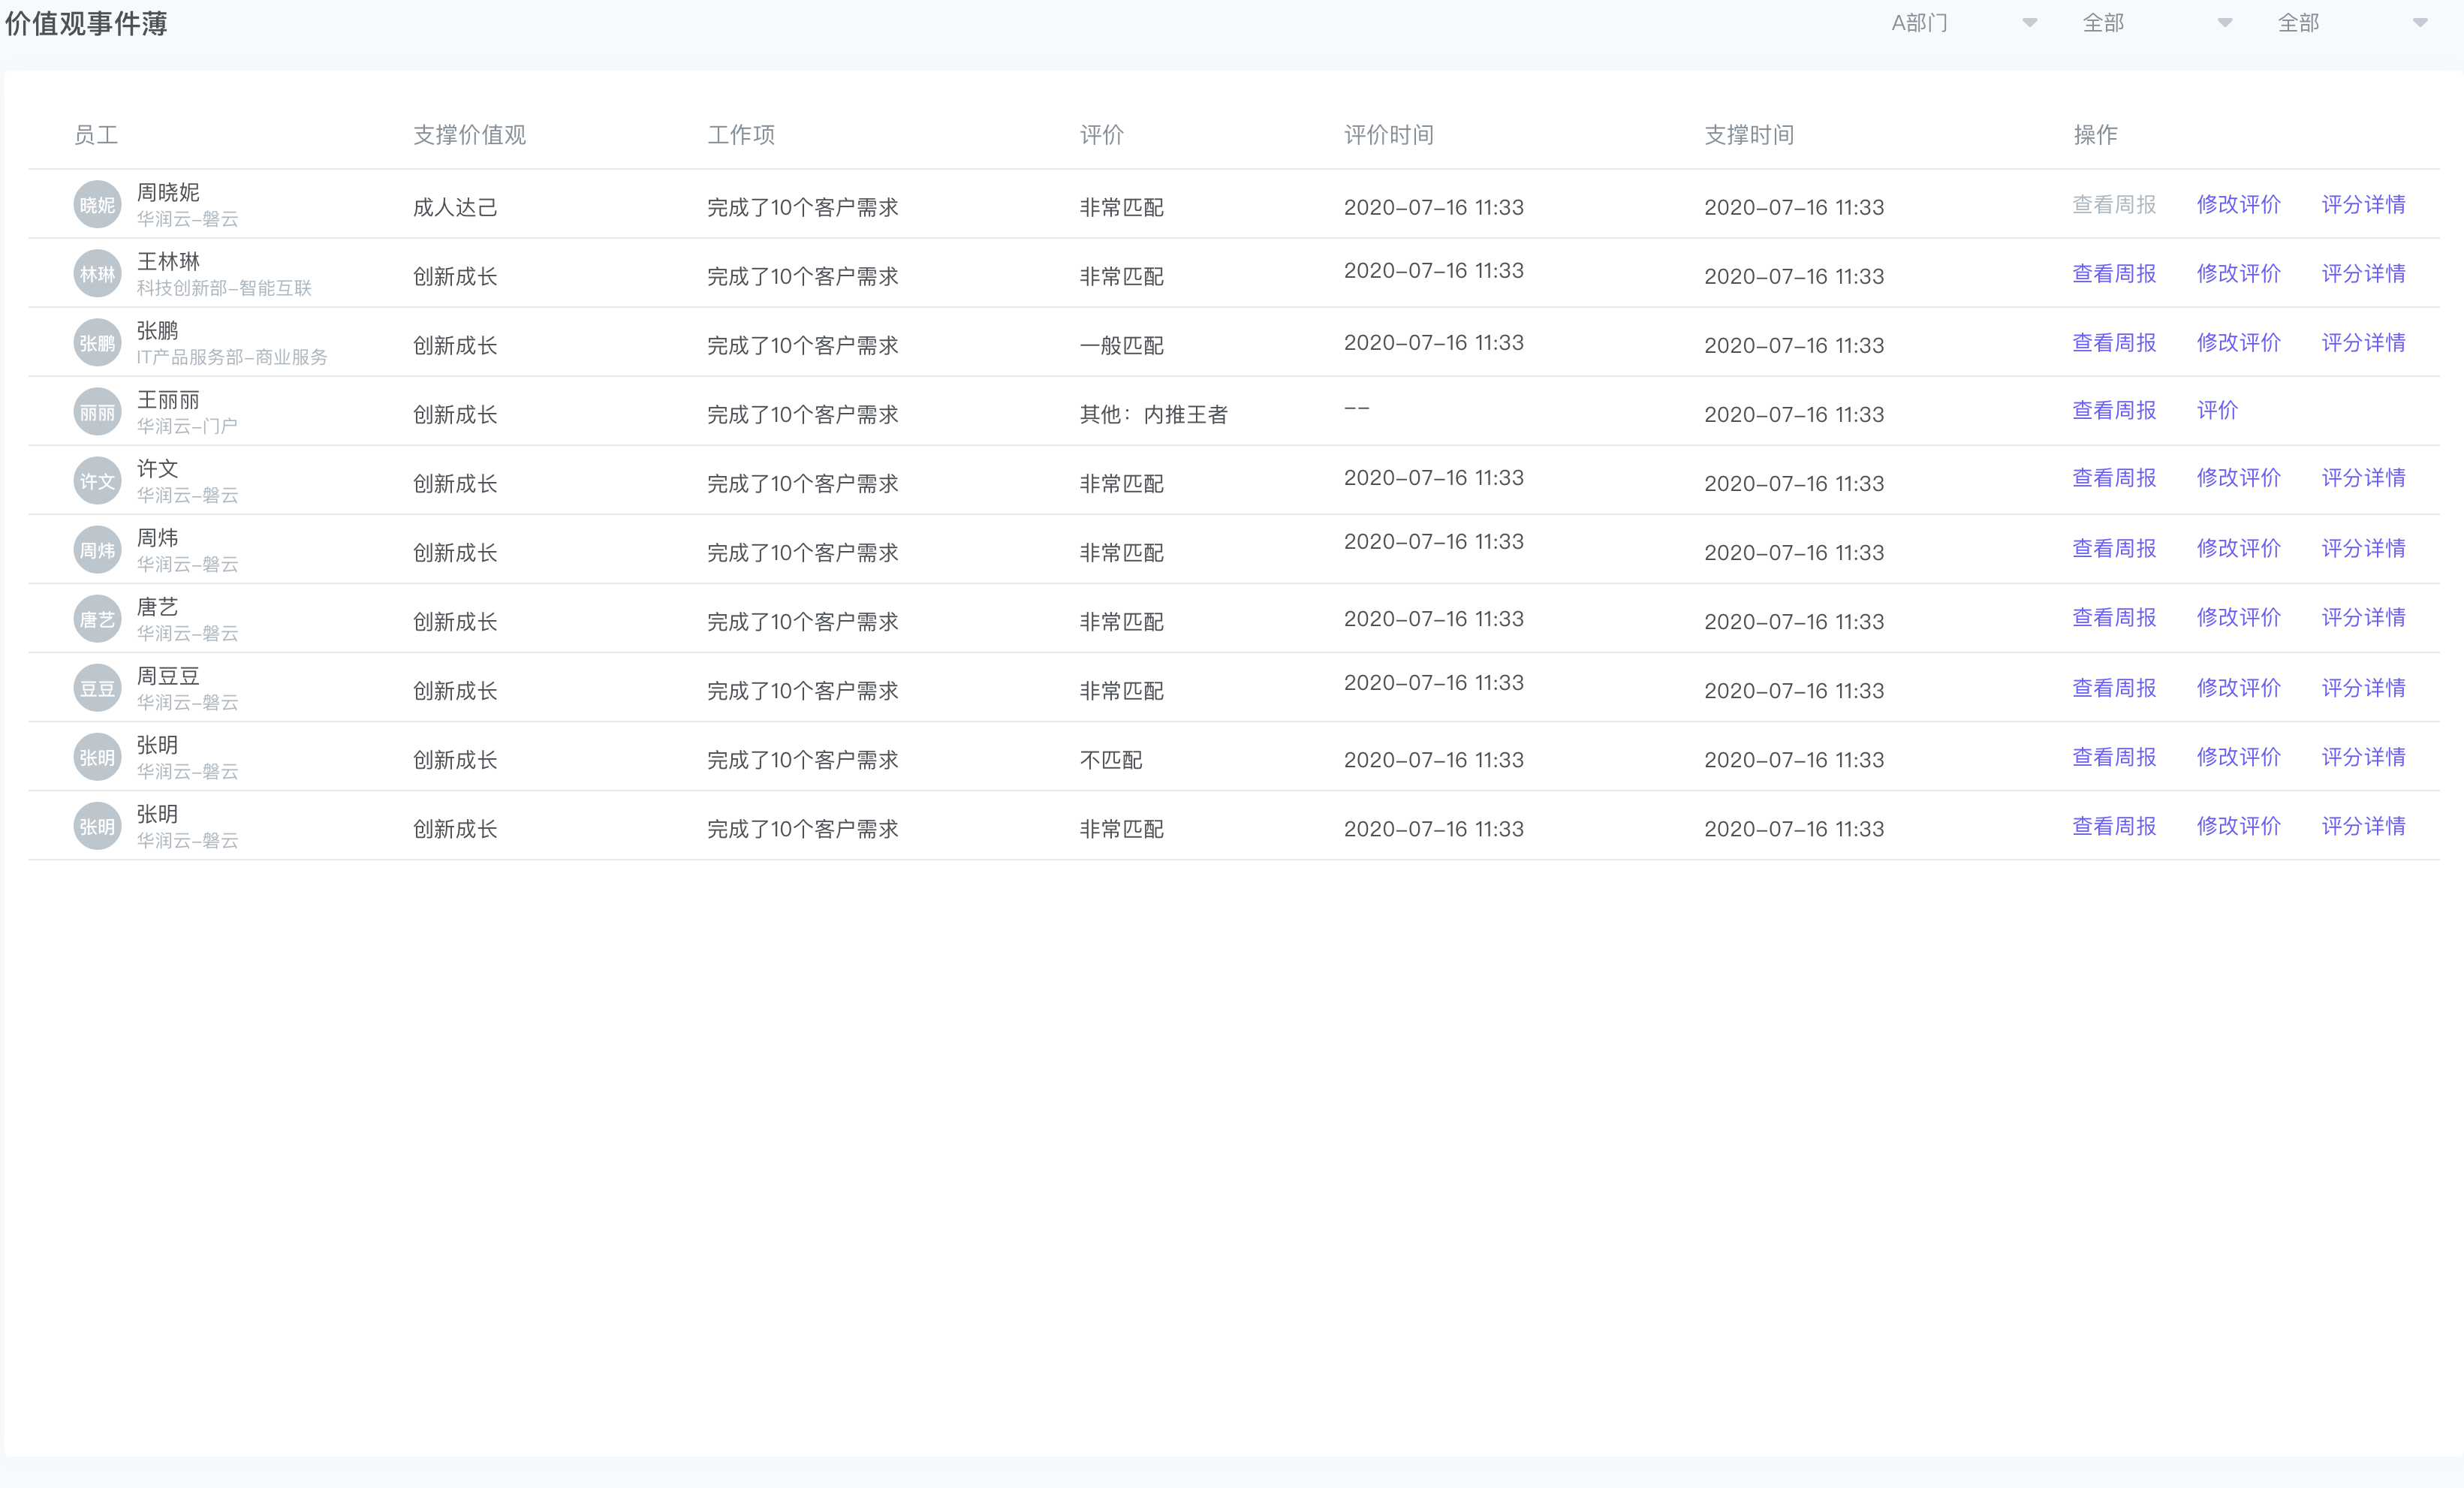 价值观事件薄 A部门 全部 全部
员工 支撑价值观 工作项 评价 评价时间 支撑时间 操作
晓妮 周晓妮 成人达己 完成了10个客户需求 非常匹配 2020-07-16 11:33 2020-07-16 11:33 查看周报 修改评价 评分详情
华润云-磐云
林琳 王林琳 创新成长 完成了10个客户需求 非常匹配 2020-07-16 11:33 2020-07-16 11:33 查看周报 修改评价 评分详情
科技创新部-智能互联
张鹏 张鹏 创新成长 完成了10个客户需求 一般匹配 2020-07-16 11:33 2020-07-16 11:33 查看周报 修改评价 评分详情
IT产品服务部-商业服务
丽丽 王丽丽 创新成长 完成了10个客户需求 其他：内推王者 -- 2020-07-16 11:33 查看周报 评价
华润云-门户
许文 许文 创新成长 完成了10个客户需求 非常匹配 2020-07-16 11:33 2020-07-16 11:33 查看周报 修改评价 评分详情
华润云-磐云
周炜 周炜 创新成长 完成了10个客户需求 非常匹配 2020-07-16 11:33 2020-07-16 11:33 查看周报 修改评价 评分详情
华润云-磐云
唐艺 唐艺 创新成长 完成了10个客户需求 非常匹配 2020-07-16 11:33 2020-07-16 11:33 查看周报 修改评价 评分详情
华润云-磐云
豆豆 周豆豆 创新成长 完成了10个客户需求 非常匹配 2020-07-16 11:33 2020-07-16 11:33 查看周报 修改评价 评分详情
华润云-磐云
张明 张明 创新成长 完成了10个客户需求 不匹配 2020-07-16 11:33 2020-07-16 11:33 查看周报 修改评价 评分详情
华润云-磐云
张明 张明 创新成长 完成了10个客户需求 非常匹配 2020-07-16 11:33 2020-07-16 11:33 查看周报 修改评价 评分详情
华润云-磐云